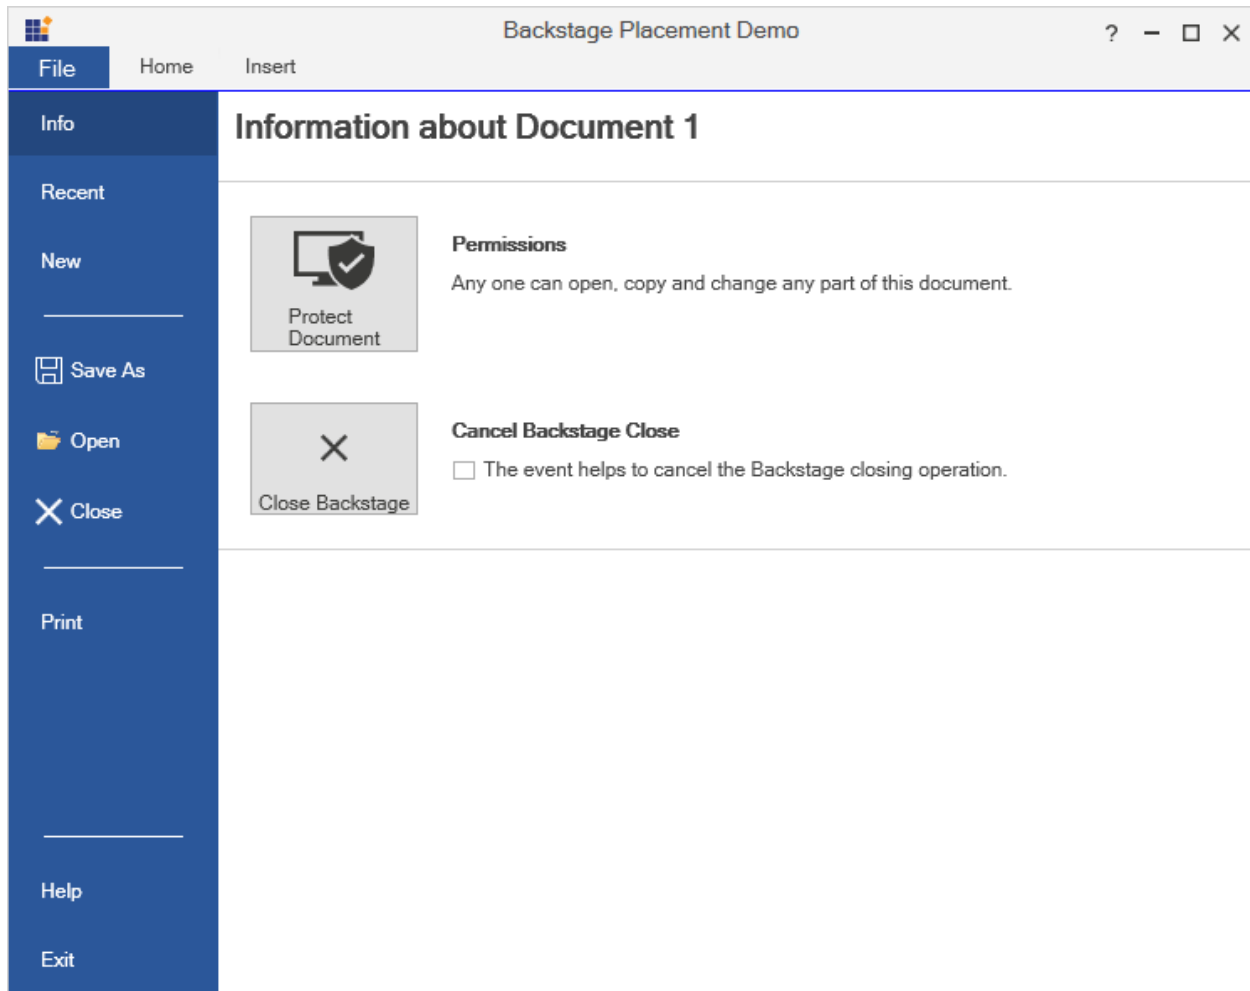 Backstage Placement Demo
?
File Home Insert
Info
Recent
New
Save As
Open
Close
Print
Help
Exit
Information about Document 1
Protect
Document
Permissions
Any one can open, copy and change any part of this document.
Close Backstage
Cancel Backstage Close
The event helps to cancel the Backstage closing operation.